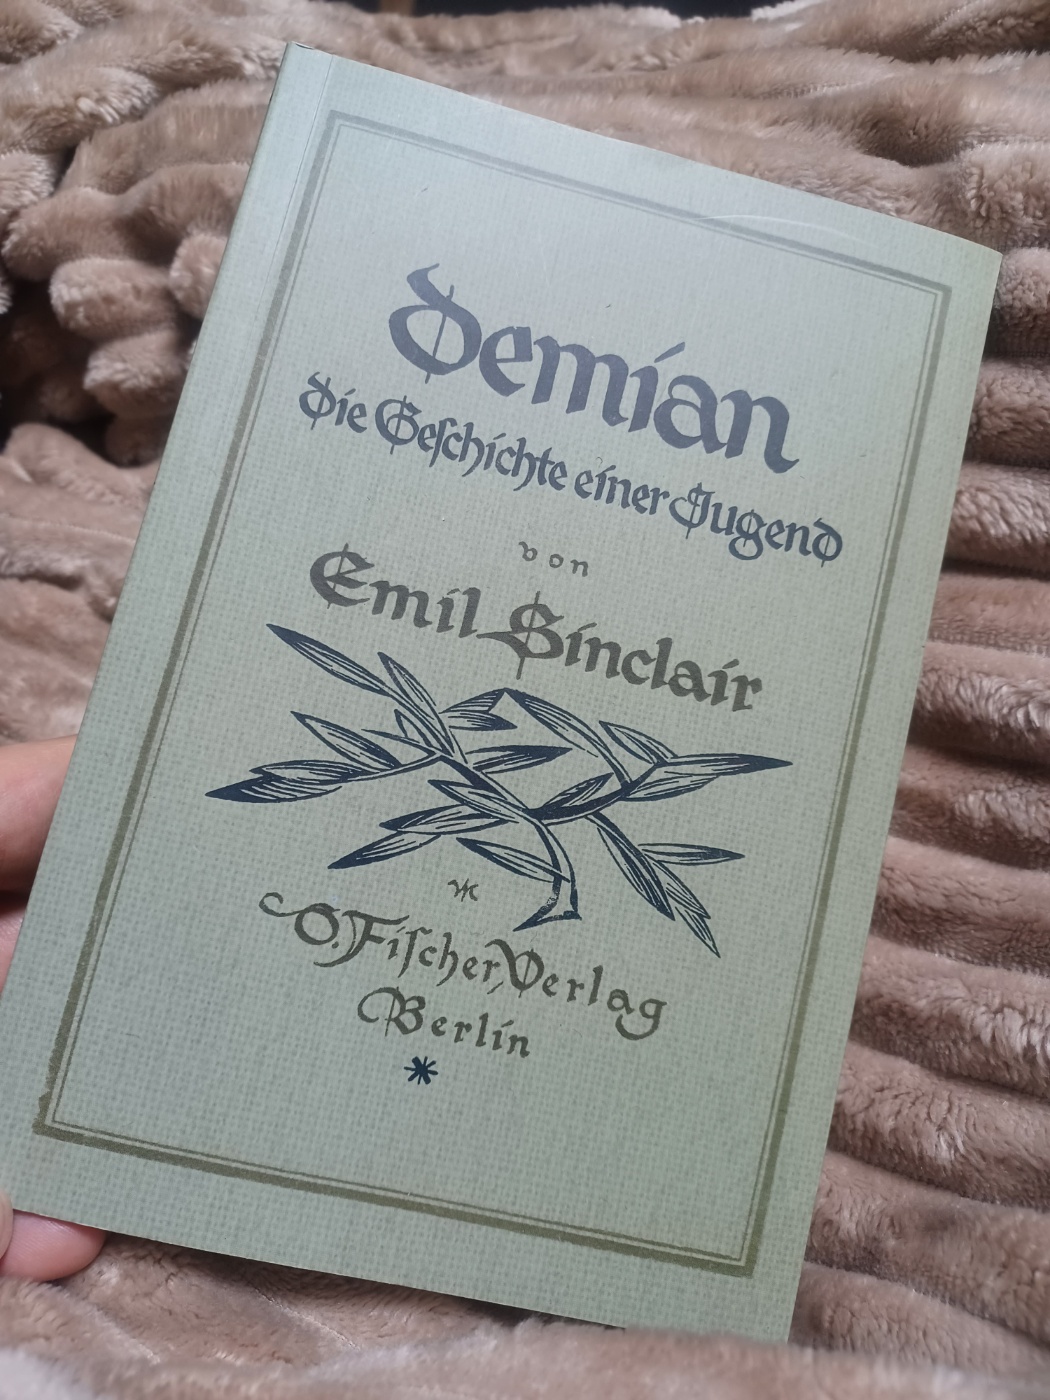 Demian
Die Geſchichte einer Jugend
von
Emil Sinclair
S. Fiſcher, Verlag
Berlin
*